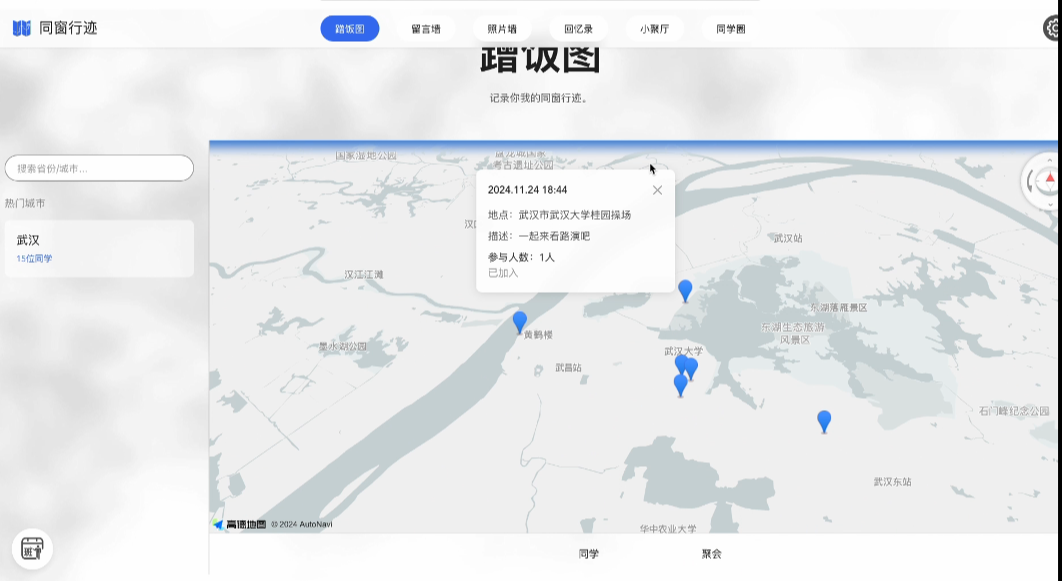 同窗行迹
蹭饭图
留言墙
照片墙
回忆录
小聚厅
同学圈
蹭饭图
记录你我的同窗行迹。
搜索省份/城市...
热门城市
武汉
15位同学
国家湿地公园
盘龙城国家
考古遗址公园
2024.11.24 18:44
地点：武汉市武汉大学桂园操场
描述：一起来看路演吧
参与人数：1人
已加入
武汉站
汉江江滩
东湖落雁景区
东湖生态旅游
风景区
黄鹤楼
墨水湖公园
武汉大学
武昌站
石门峰纪念公园
武汉东站
高德地图 © 2024 AutoNavi
华中农业大学
同学
聚会